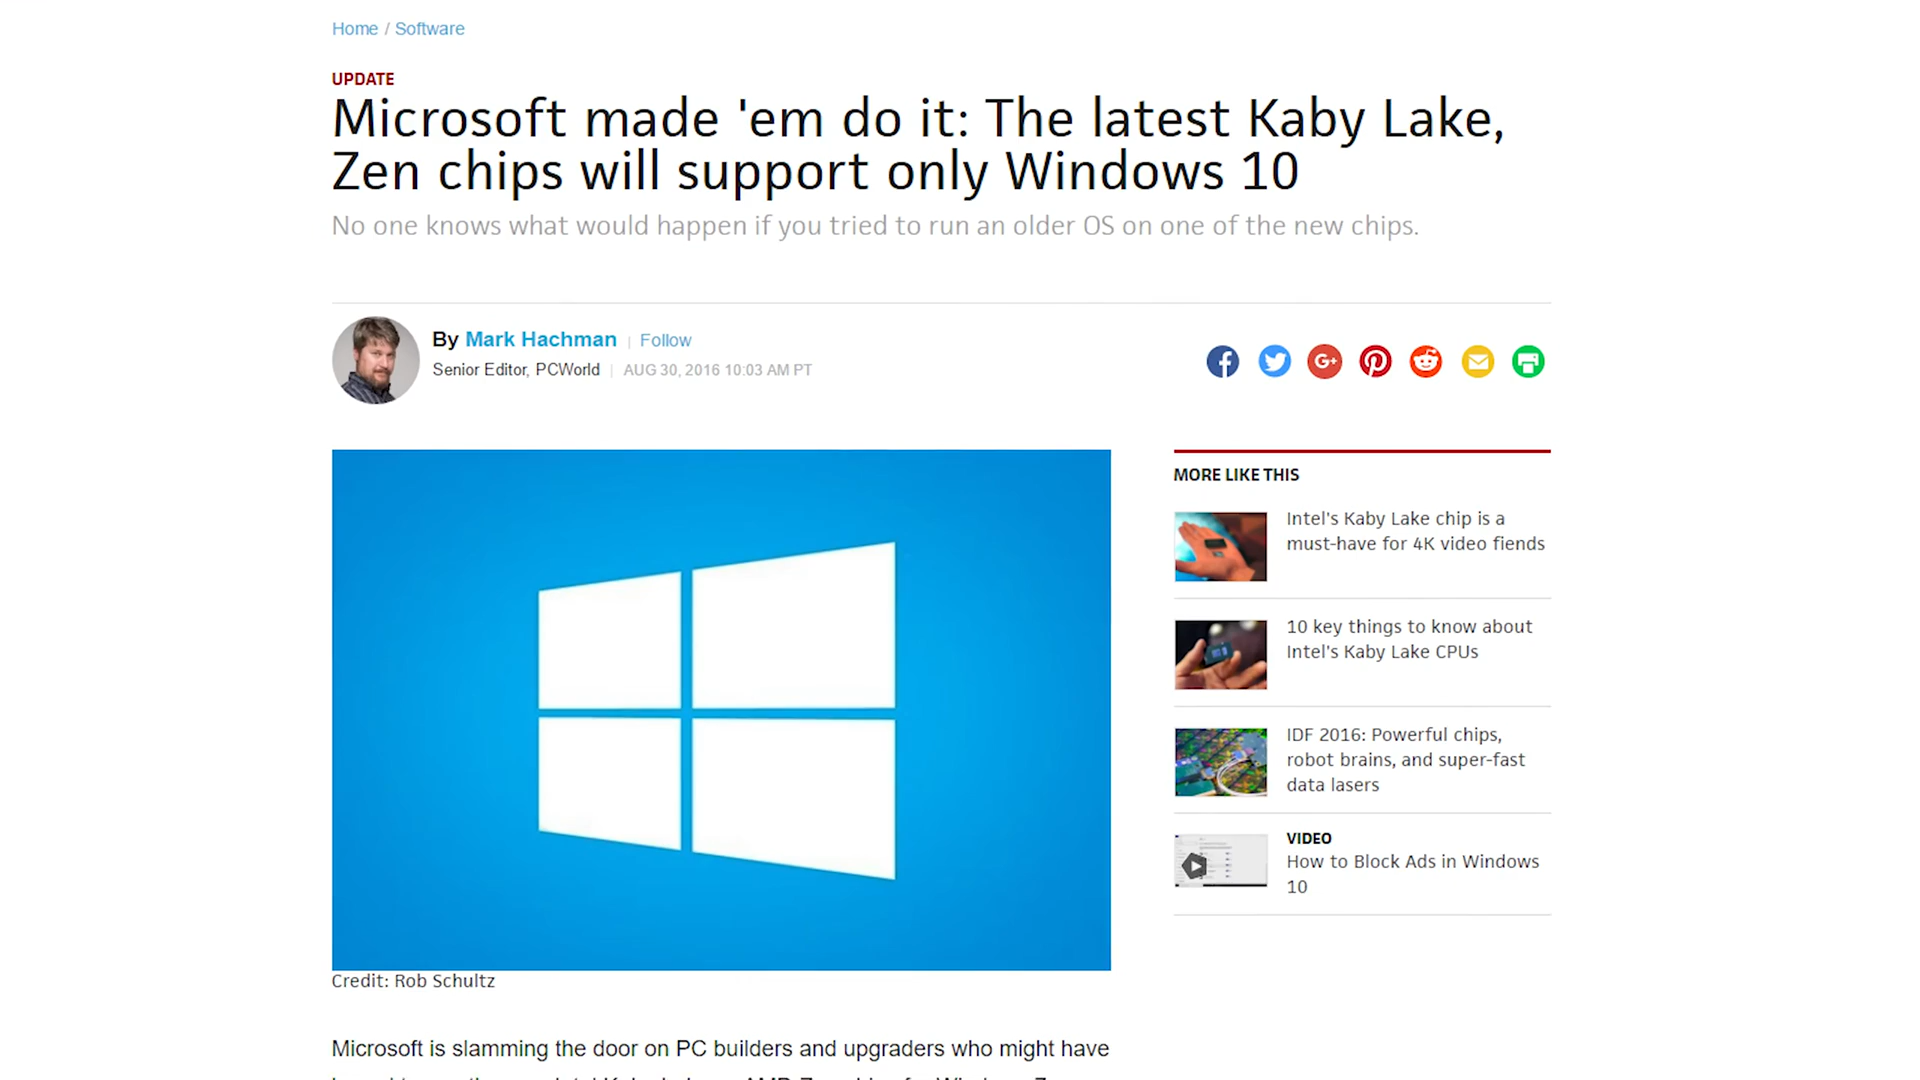 Home / Software
UPDATE
Microsoft made 'em do it: The latest Kaby Lake,
Zen chips will support only Windows 10
No one knows what would happen if you tried to run an older OS on one of the new chips.
By Mark Hachman | Follow
Senior Editor, PCWorld | AUG 30, 2016 10:03 AM PT
MORE LIKE THIS
Intel's Kaby Lake chip is a
must-have for 4K video fiends
10 key things to know about
Intel's Kaby Lake CPUs
IDF 2016: Powerful chips,
robot brains, and super-fast
data lasers
VIDEO
How to Block Ads in Windows
10
Credit: Rob Schultz
Microsoft is slamming the door on PC builders and upgraders who might have